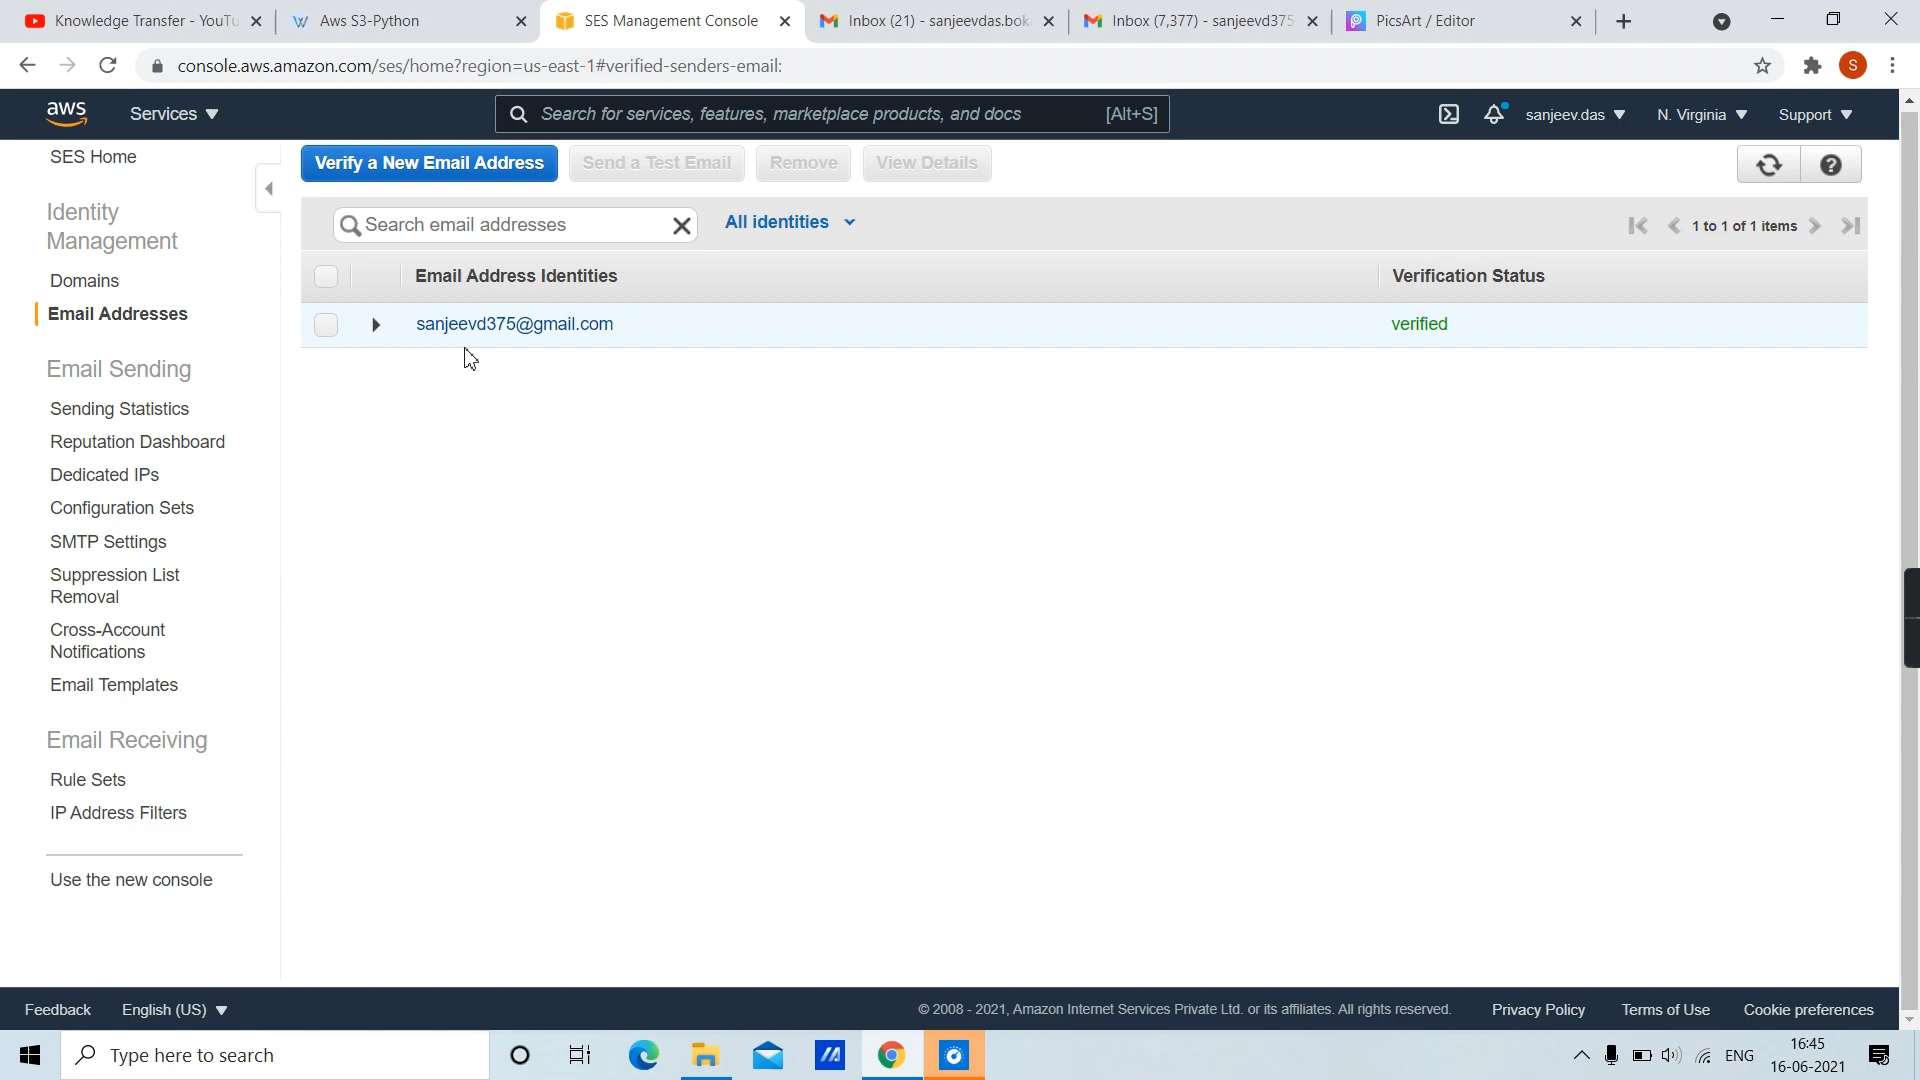 Knowledge Transfer - YouTu
Aws S3-Python
SES Management Console
Inbox (21) - sanjeevdas.bok
Inbox (7,377) - sanjeevd375
PicsArt / Editor
console.aws.amazon.com/ses/home?region=us-east-1#verified-senders-email:
S
aws
Services
Search for services, features, marketplace products, and docs
[Alt+S]
sanjeev.das
N. Virginia
Support
SES Home
Identity
Management
Domains
Email Addresses
Email Sending
Sending Statistics
Reputation Dashboard
Dedicated IPs
Configuration Sets
SMTP Settings
Suppression List
Removal
Cross-Account
Notifications
Email Templates
Email Receiving
Rule Sets
IP Address Filters
Use the new console
Verify a New Email Address
Send a Test Email
Remove
View Details
Search email addresses
All identities
1 to 1 of 1 items
Email Address Identities
Verification Status
sanjeevd375@gmail.com
verified
Feedback
English (US)
© 2008 - 2021, Amazon Internet Services Private Ltd. or its affiliates. All rights reserved.
Privacy Policy
Terms of Use
Cookie preferences
Type here to search
ENG
16:45
16-06-2021